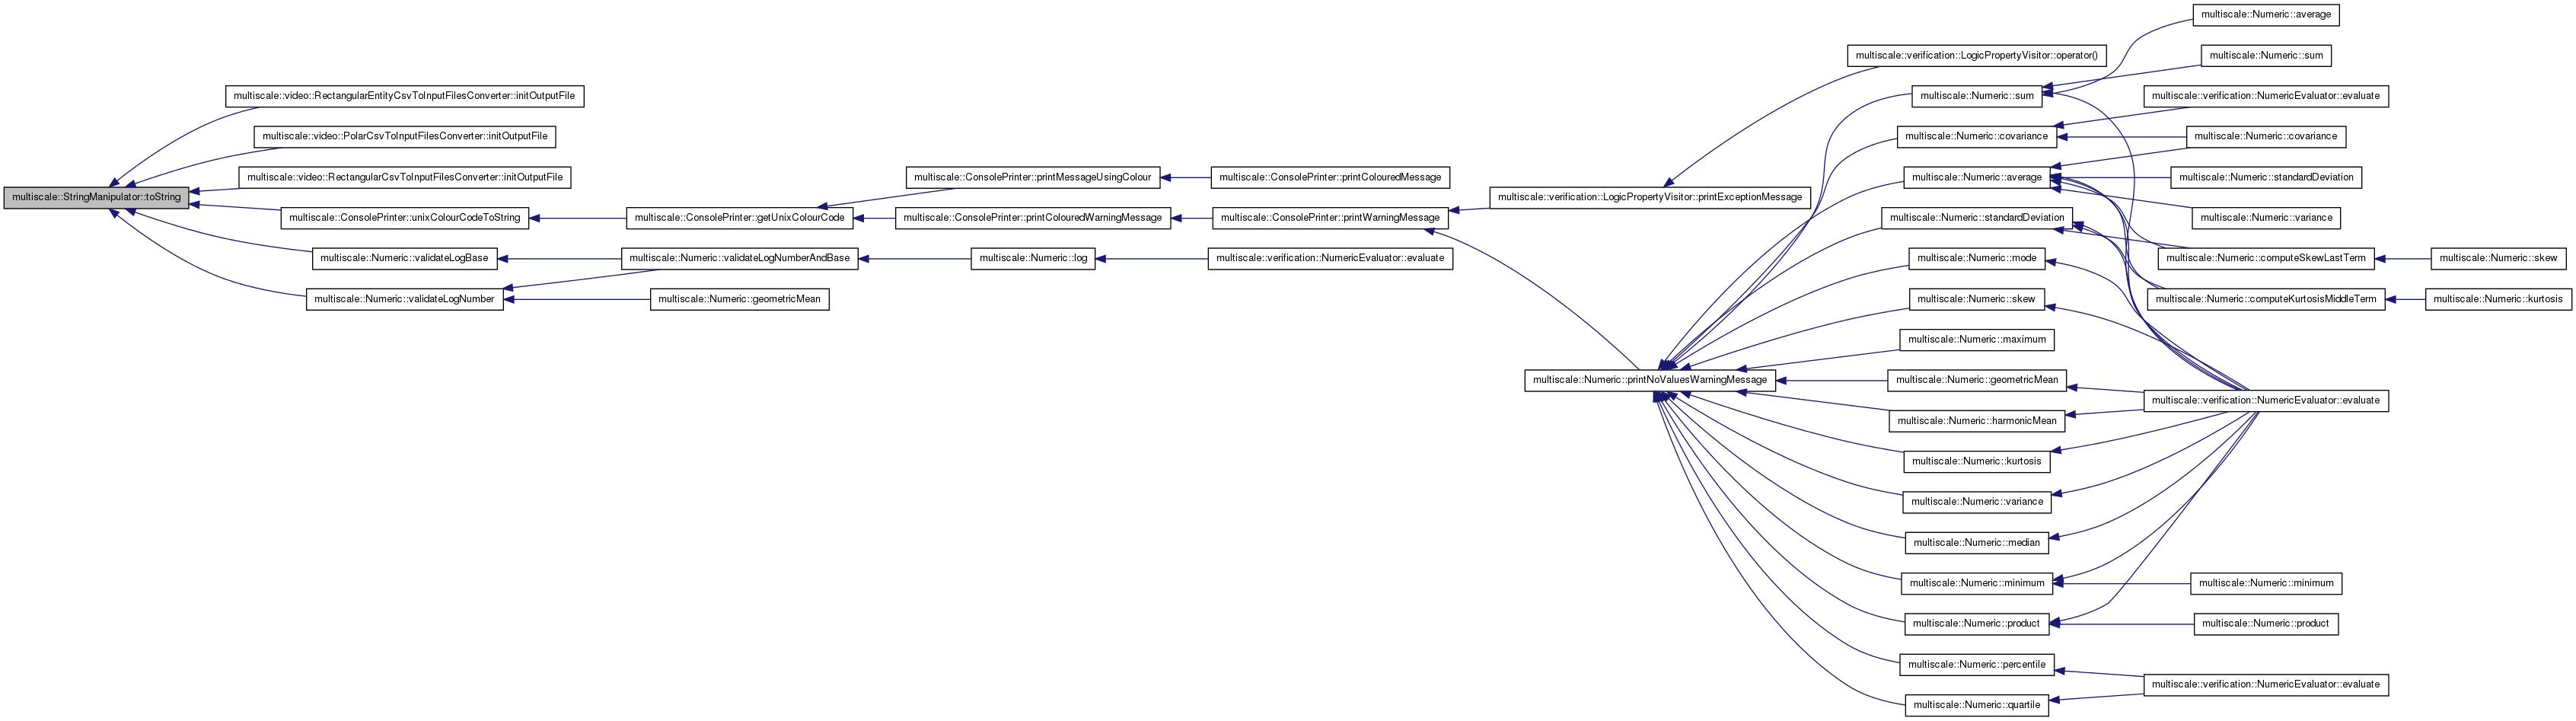 multiscale::Numeric::average
multiscale::verification::LogicPropertyVisitor::operator()
multiscale::Numeric::sum
multiscale::video::RectangularEntityCsvToInputFilesConverter::initOutputFile
multiscale::Numeric::sum
multiscale::verification::NumericEvaluator::evaluate
multiscale::video::PolarCsvToInputFilesConverter::initOutputFile
multiscale::Numeric::covariance
multiscale::Numeric::covariance
multiscale::video::RectangularCsvToInputFilesConverter::initOutputFile
multiscale::ConsolePrinter::printMessageUsingColour
multiscale::ConsolePrinter::printColouredMessage
multiscale::Numeric::average
multiscale::Numeric::standardDeviation
multiscale::StringManipulator::toString
multiscale::verification::LogicPropertyVisitor::printExceptionMessage
multiscale::ConsolePrinter::unixColourCodeToString
multiscale::ConsolePrinter::getUnixColourCode
multiscale::ConsolePrinter::printColouredWarningMessage
multiscale::ConsolePrinter::printWarningMessage
multiscale::Numeric::standardDeviation
multiscale::Numeric::variance
multiscale::Numeric::validateLogBase
multiscale::Numeric::validateLogNumberAndBase
multiscale::Numeric::log
multiscale::verification::NumericEvaluator::evaluate
multiscale::Numeric::mode
multiscale::Numeric::computeSkewLastTerm
multiscale::Numeric::skew
multiscale::Numeric::validateLogNumber
multiscale::Numeric::geometricMean
multiscale::Numeric::skew
multiscale::Numeric::computeKurtosisMiddleTerm
multiscale::Numeric::kurtosis
multiscale::Numeric::maximum
multiscale::Numeric::printNoValuesWarningMessage
multiscale::Numeric::geometricMean
multiscale::verification::NumericEvaluator::evaluate
multiscale::Numeric::harmonicMean
multiscale::Numeric::kurtosis
multiscale::Numeric::variance
multiscale::Numeric::median
multiscale::Numeric::minimum
multiscale::Numeric::minimum
multiscale::Numeric::product
multiscale::Numeric::product
multiscale::Numeric::percentile
multiscale::verification::NumericEvaluator::evaluate
multiscale::Numeric::quartile